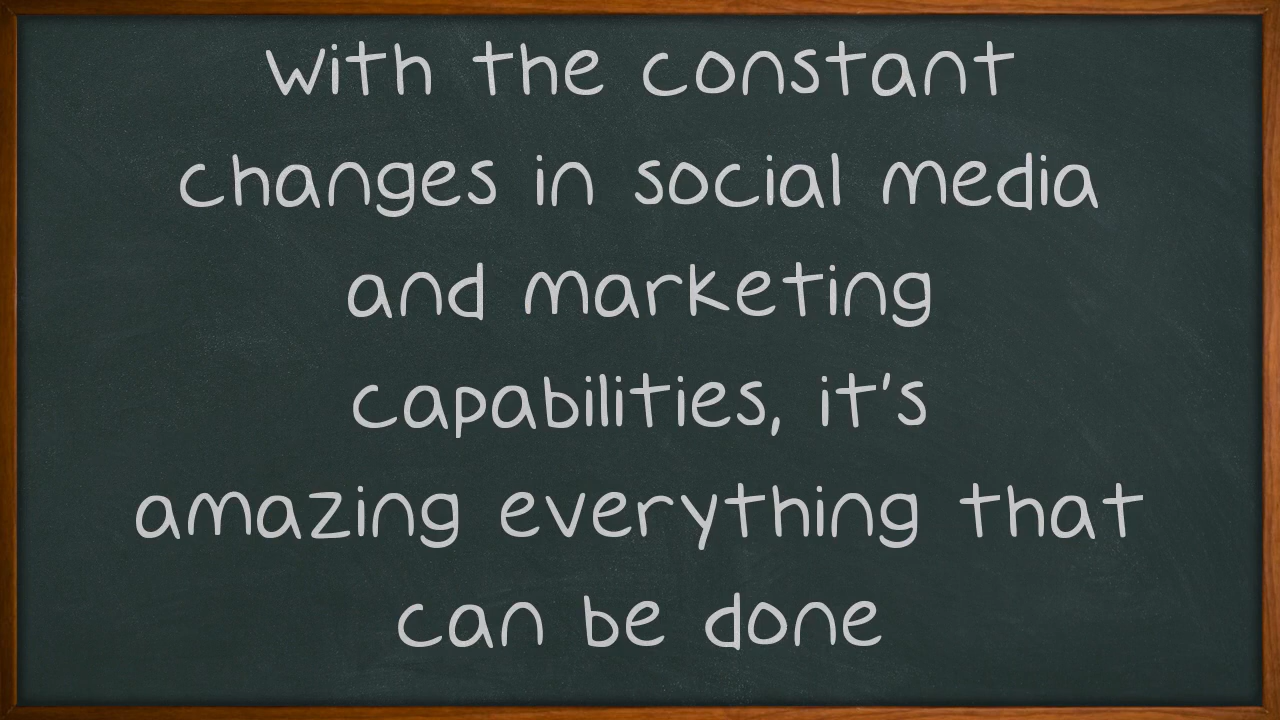 With the constant
changes in social media
and marketing
capabilities, it's
amazing everything that
can be done